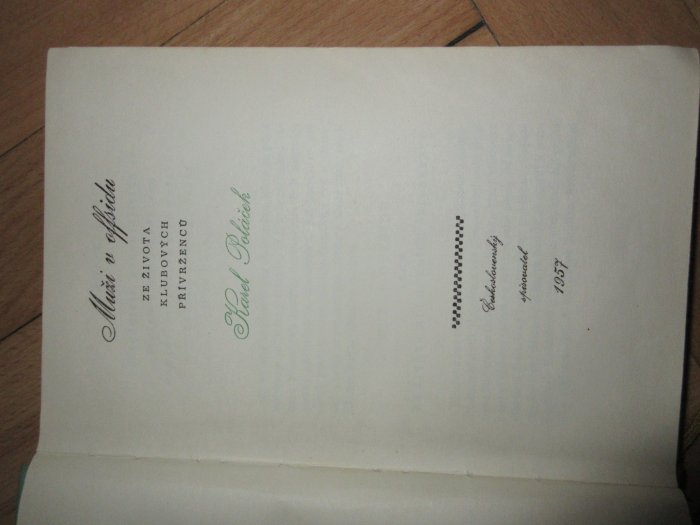 Muži v offsidu
ZE ŽIVOTA
KLUBOVÝCH
PŘÍVRŽENCŮ
Karel Poláček
Československý
spisovatel
1957